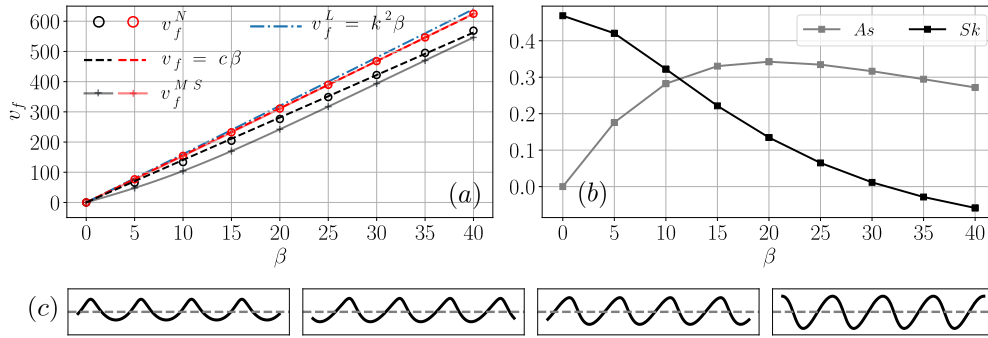 600
500
400
300
200
100
0
v_f
v_f^N
v_f = cβ
v_f^{MS}
v_f^L = k^2β
(a)
0 5 10 15 20 25 30 35 40
β
0.4
0.3
0.2
0.1
0.0
As Sk
(b)
0 5 10 15 20 25 30 35 40
β
(c)